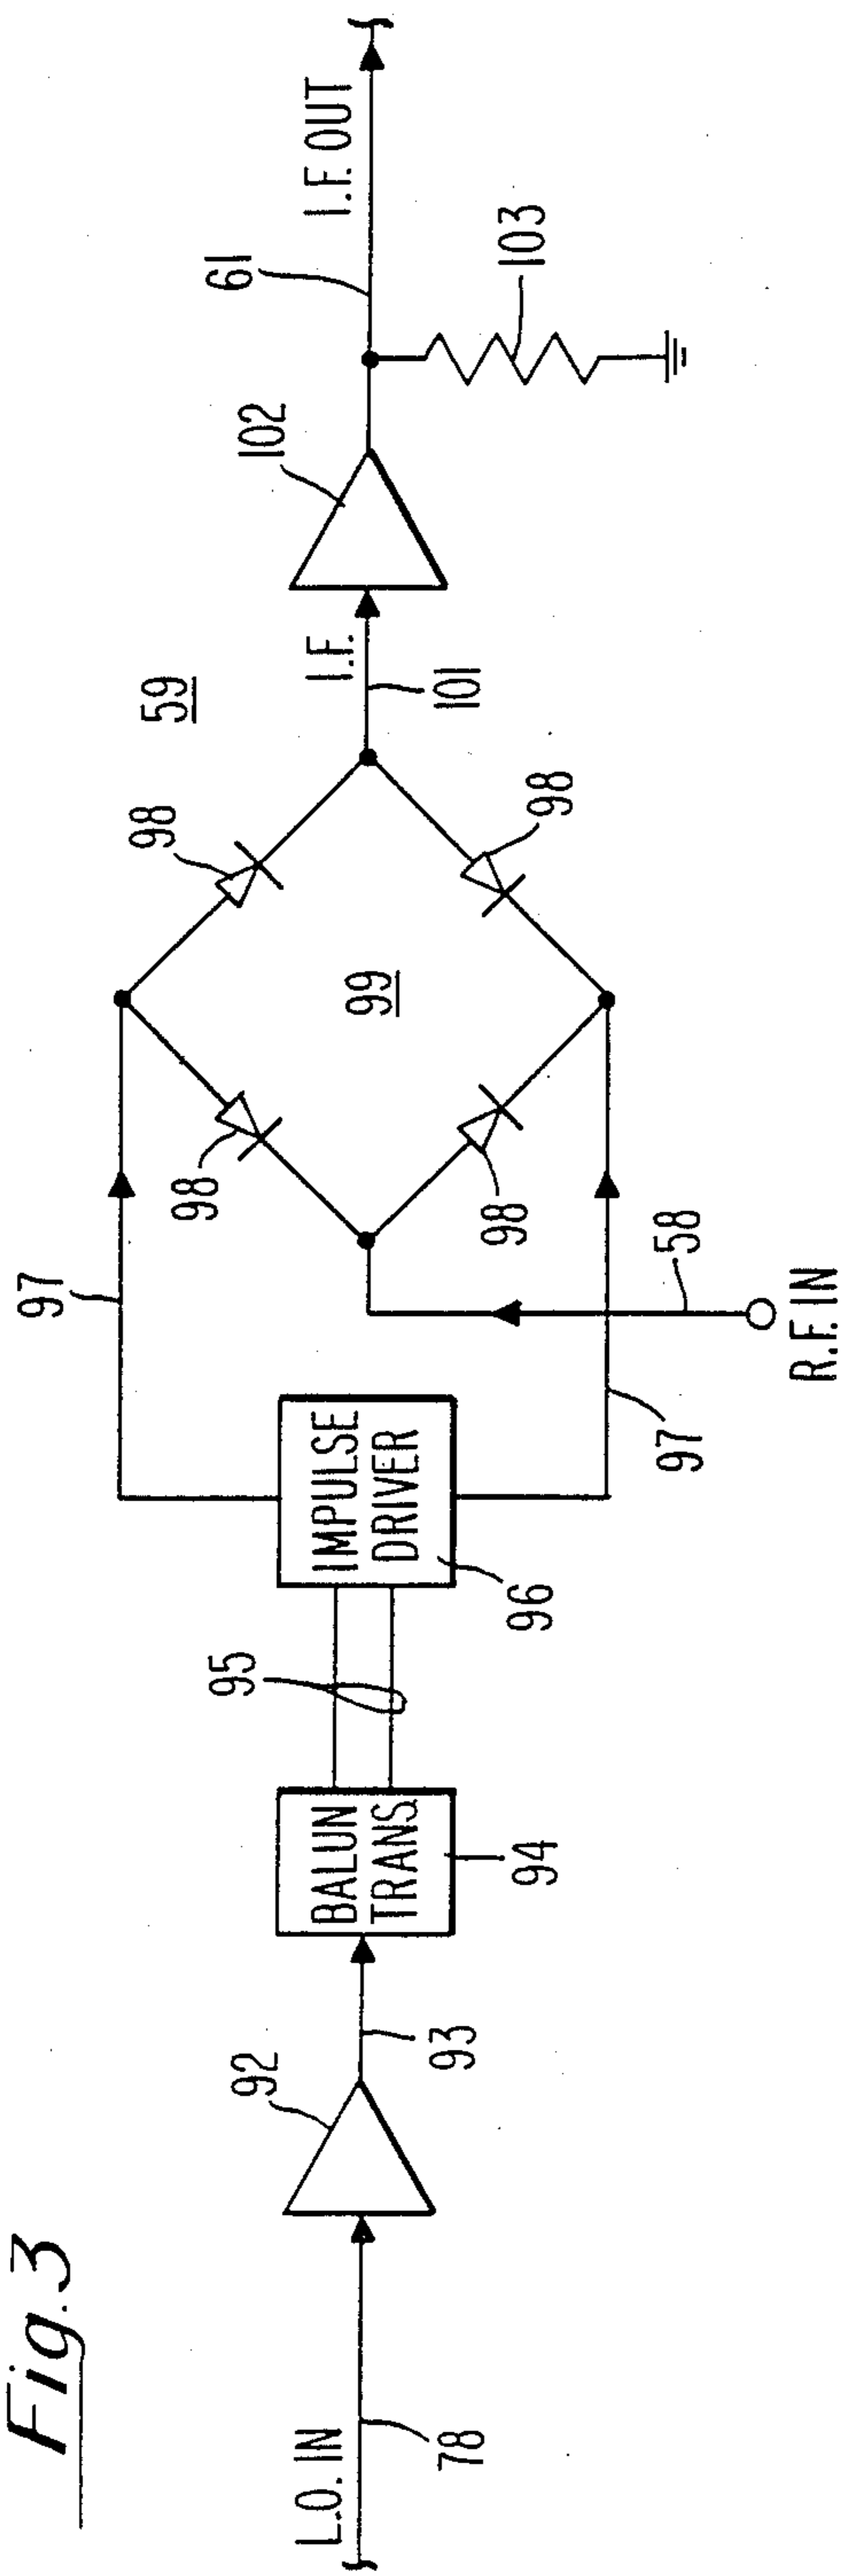 Fig. 3
L.O. IN
78
92
93
BALUN
TRANS.
94
95
IMPULSE
DRIVER
96
97
97
R.F. IN
58
98
98
99
98
98
59
I.F.
101
102
61
I.F. OUT
103